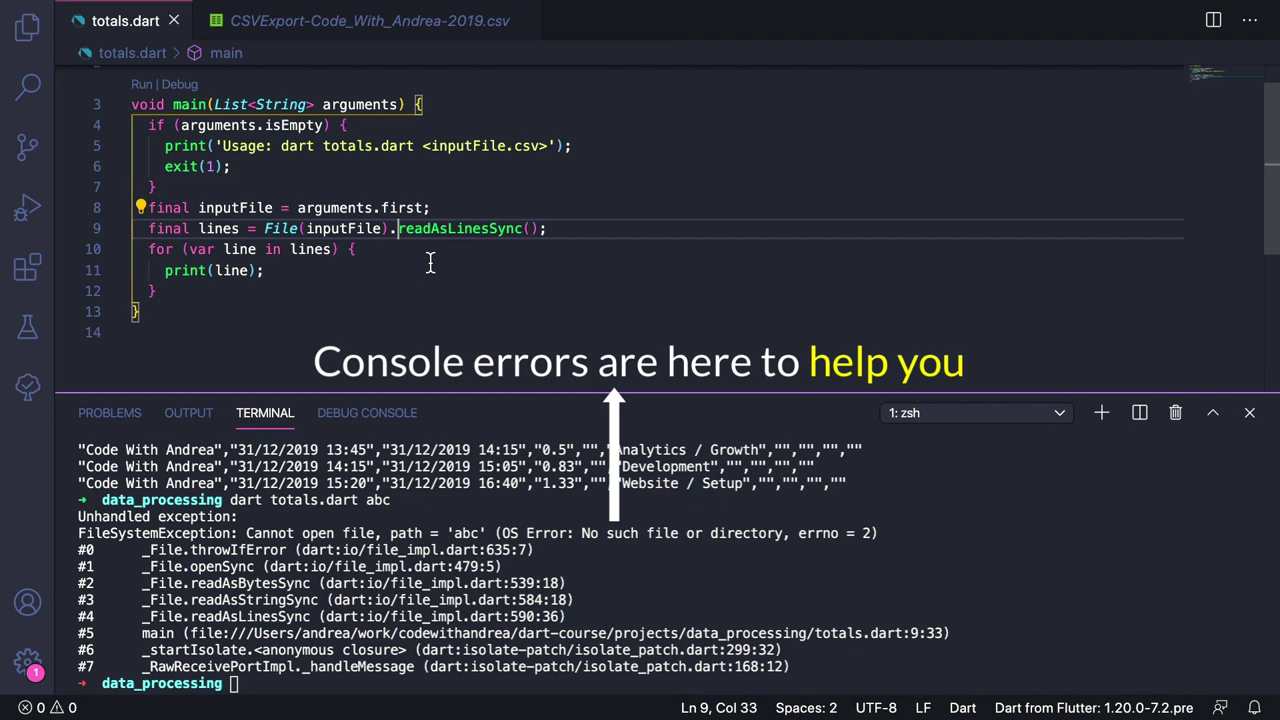 totals.dart
CSVExport-Code_With_Andrea-2019.csv
totals.dart > main
Run | Debug
3 void main(List<String> arguments) {
4 if (arguments.isEmpty) {
5 print('Usage: dart totals.dart <inputFile.csv>');
6 exit(1);
7 }
8 final inputFile = arguments.first;
9 final lines = File(inputFile).readAsLinesSync();
10 for (var line in lines) {
11 print(line);
12 }
13 }
14
Console errors are here to help you
PROBLEMS OUTPUT TERMINAL DEBUG CONSOLE 1: zsh
"Code With Andrea","31/12/2019 13:45","31/12/2019 14:15","0.5","","Analytics / Growth","","","",""
"Code With Andrea","31/12/2019 14:15","31/12/2019 15:05","0.83","","Development","","","",""
"Code With Andrea","31/12/2019 15:20","31/12/2019 16:40","1.33","","Website / Setup","","","",""
→ data_processing dart totals.dart abc
Unhandled exception:
FileSystemException: Cannot open file, path = 'abc' (OS Error: No such file or directory, errno = 2)
#0 _File.throwIfError (dart:io/file_impl.dart:635:7)
#1 _File.openSync (dart:io/file_impl.dart:479:5)
#2 _File.readAsBytesSync (dart:io/file_impl.dart:539:18)
#3 _File.readAsStringSync (dart:io/file_impl.dart:584:18)
#4 _File.readAsLinesSync (dart:io/file_impl.dart:590:36)
#5 main (file:///Users/andrea/work/codewithandrea/dart-course/projects/data_processing/totals.dart:9:33)
#6 _startIsolate.<anonymous closure> (dart:isolate-patch/isolate_patch.dart:299:32)
#7 _RawReceivePortImpl._handleMessage (dart:isolate-patch/isolate_patch.dart:168:12)
→ data_processing
1
0 0 Ln 9, Col 33 Spaces: 2 UTF-8 LF Dart Dart from Flutter: 1.20.0-7.2.pre